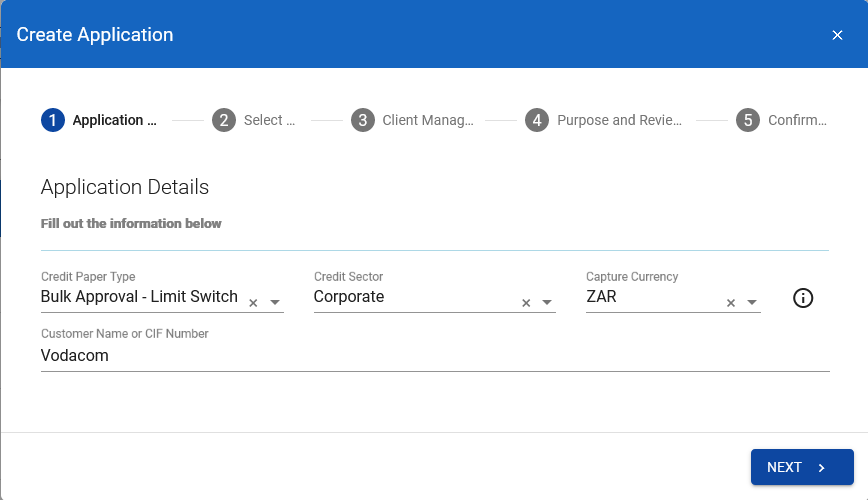 Create Application
1 Application ...
2 Select ...
3 Client Manag...
4 Purpose and Revie...
5 Confirm...
Application Details
Fill out the information below
Credit Paper Type
Credit Sector
Capture Currency
Bulk Approval - Limit Switch
Corporate
ZAR
Customer Name or CIF Number
Vodacom
NEXT